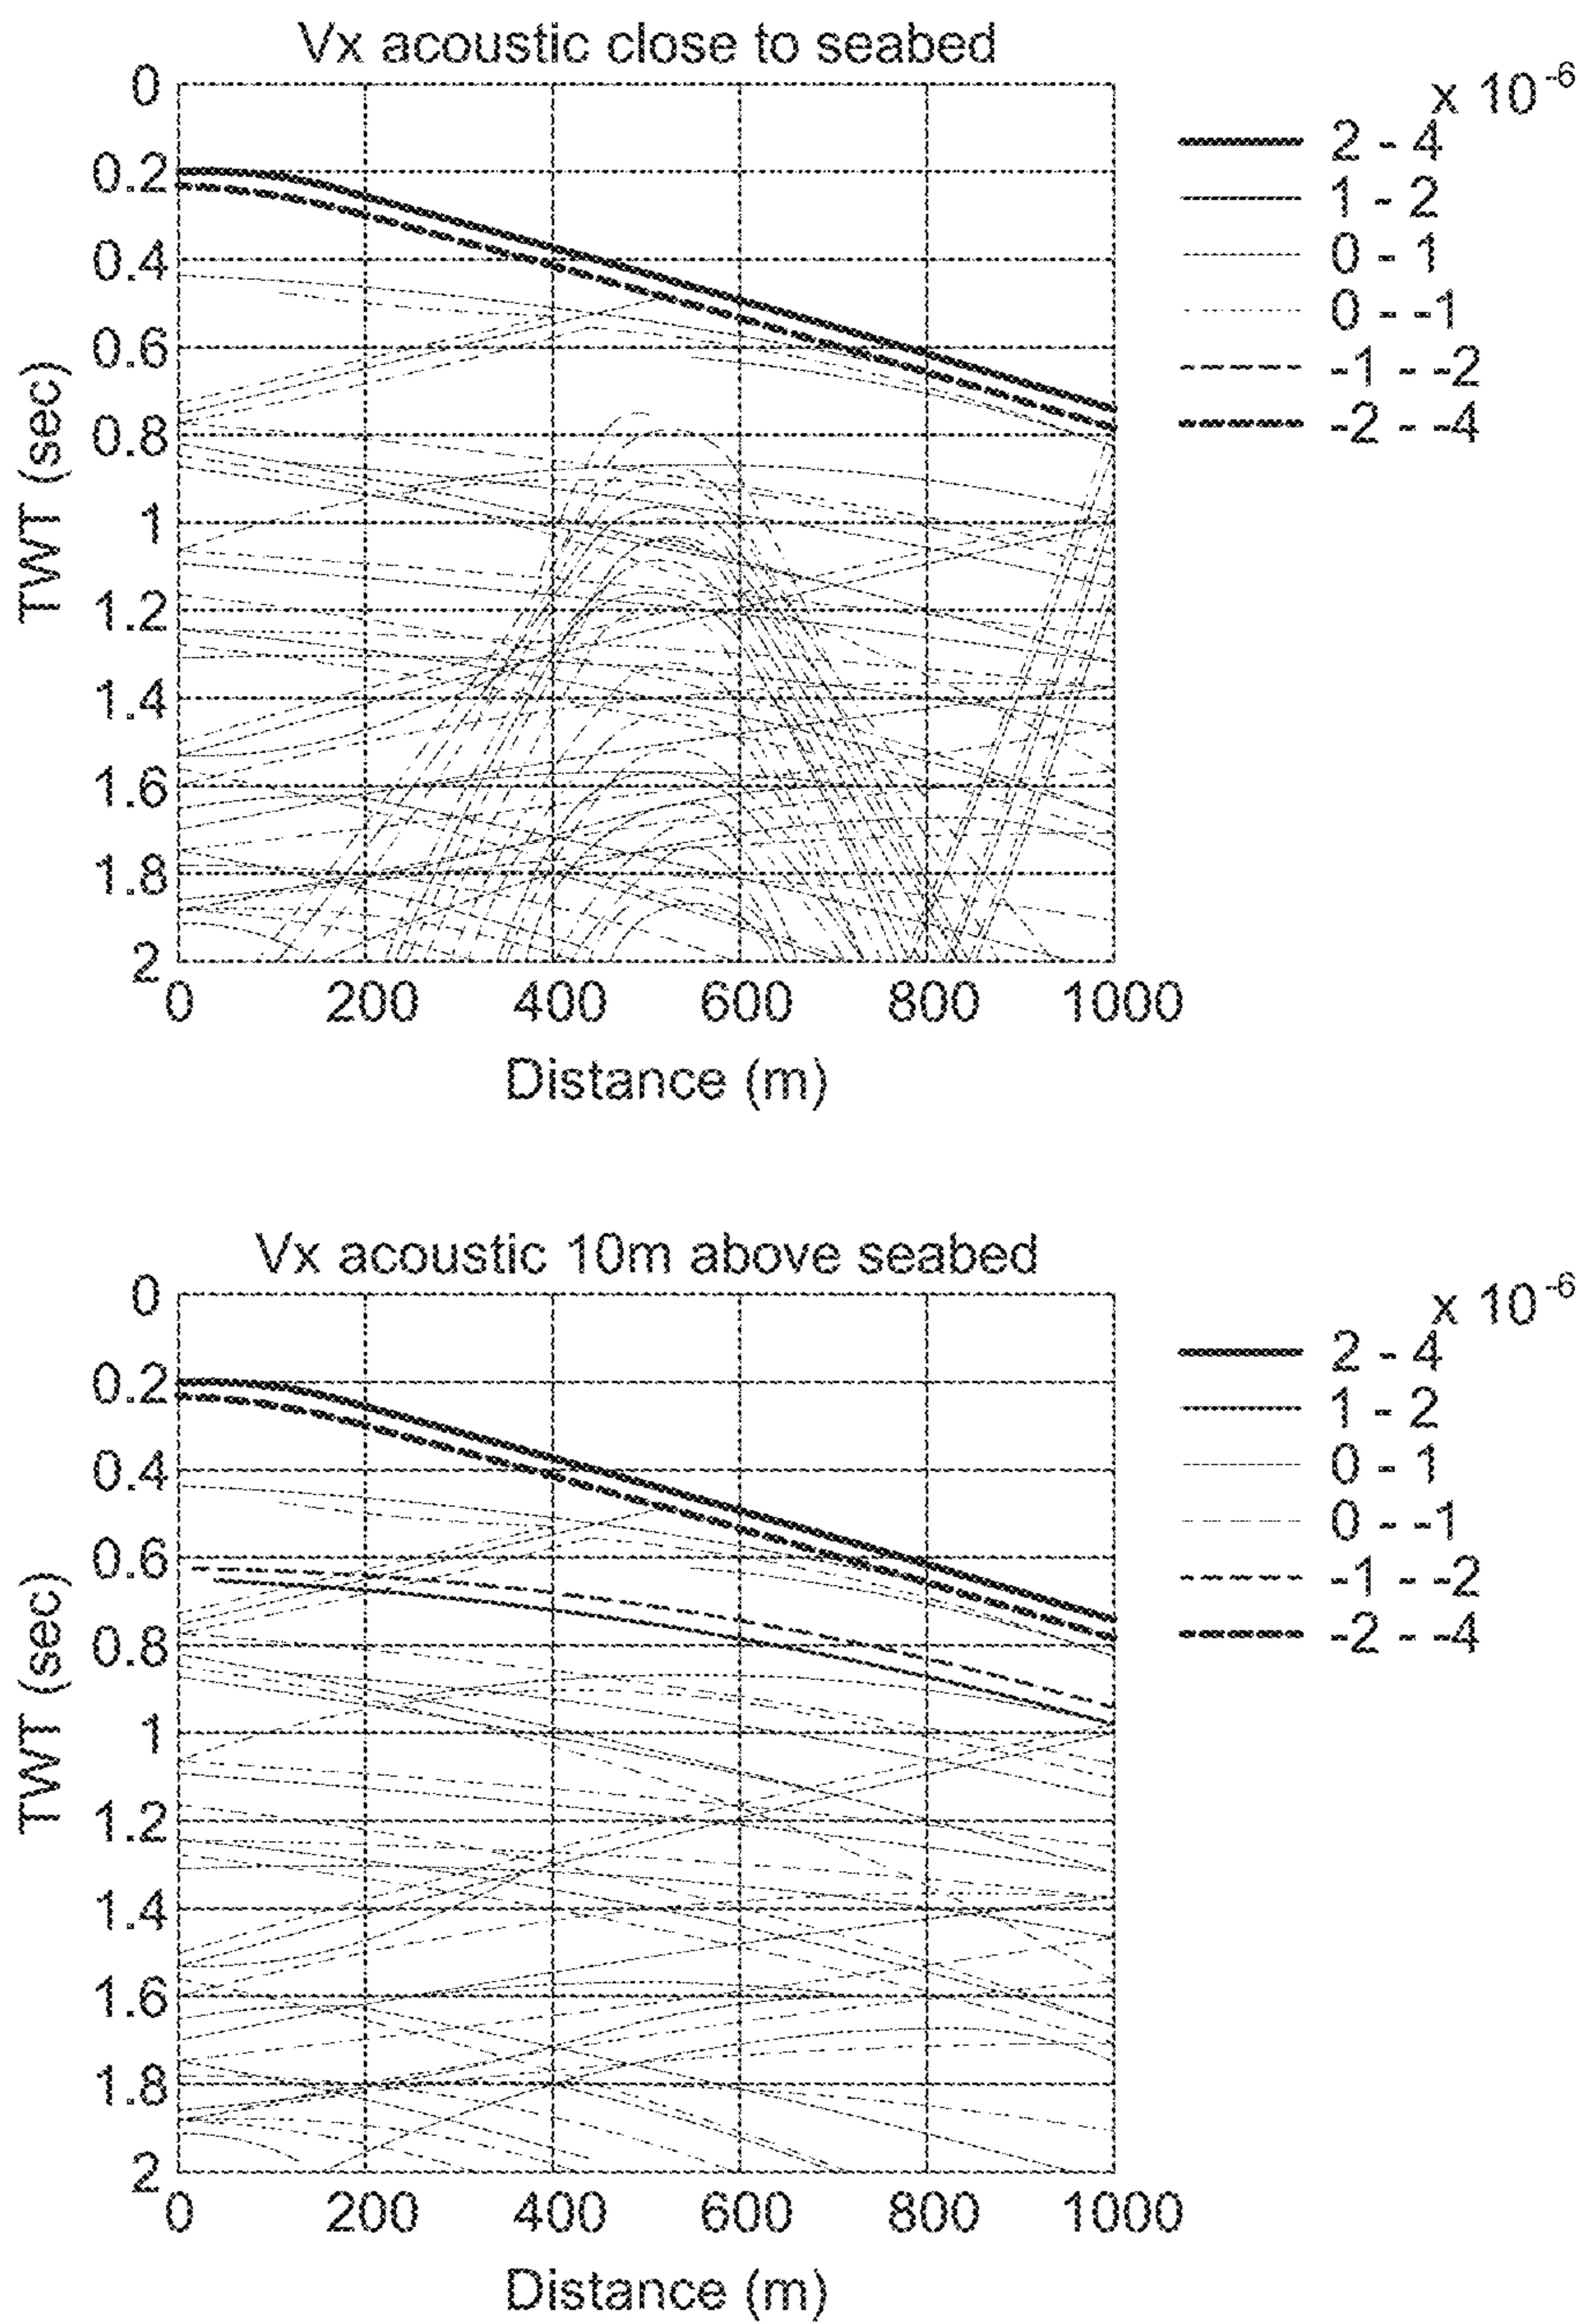 Vx acoustic close to seabed
x 10-6
2 - 4
1 - 2
0 - 1
0 - -1
-1 - -2
-2 - -4
TWT (sec)
0
0.2
0.4
0.6
0.8
1
1.2
1.4
1.6
1.8
2
0 200 400 600 800 1000
Distance (m)
Vx acoustic 10m above seabed
x 10-6
2 - 4
1 - 2
0 - 1
0 - -1
-1 - -2
-2 - -4
TWT (sec)
0
0.2
0.4
0.6
0.8
1
1.2
1.4
1.6
1.8
2
0 200 400 600 800 1000
Distance (m)